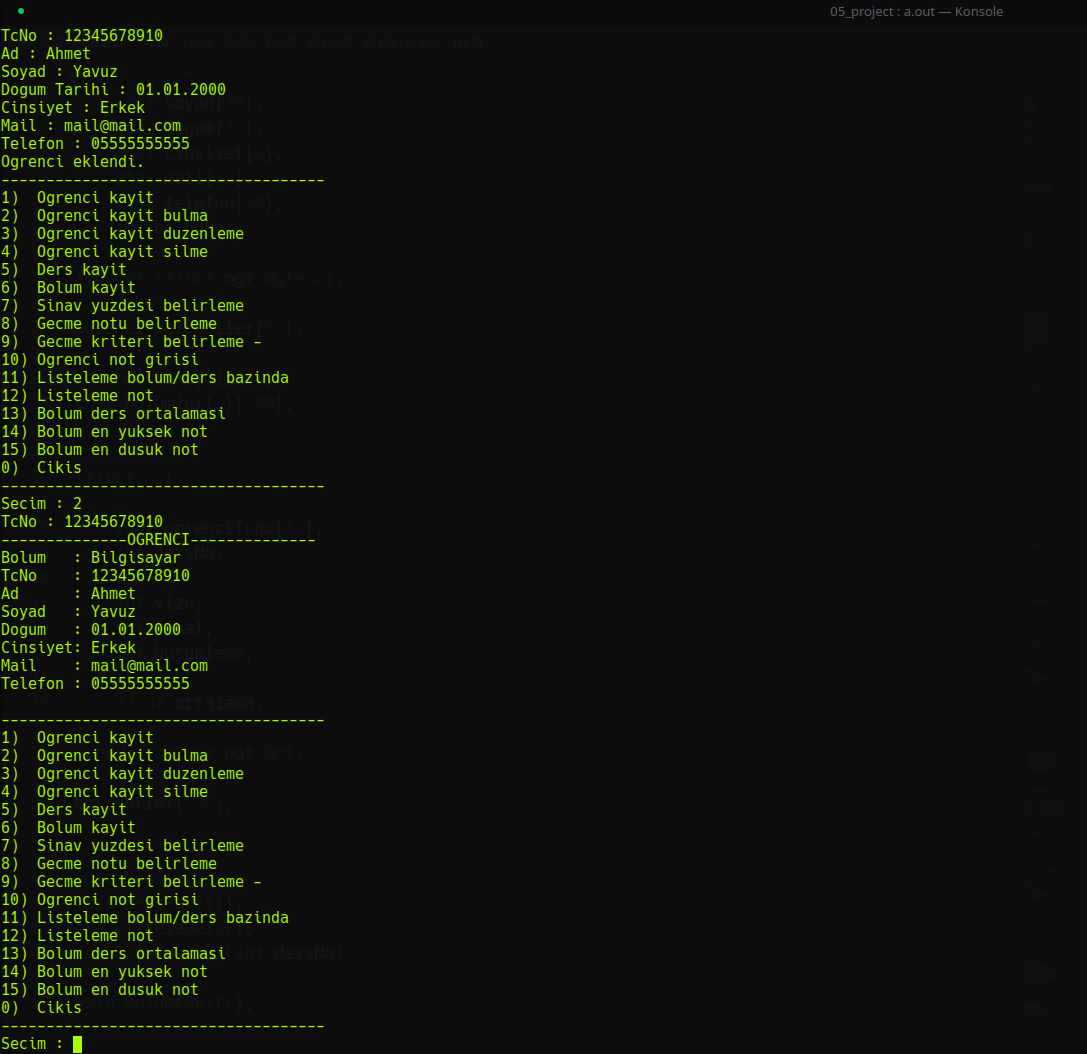 05_project : a.out — Konsole
TcNo : 12345678910
Ad : Ahmet
Soyad : Yavuz
Dogum Tarihi : 01.01.2000
Cinsiyet : Erkek
Mail : mail@mail.com
Telefon : 05555555555
Ogrenci eklendi.
------------------------------------
1)  Ogrenci kayit
2)  Ogrenci kayit bulma
3)  Ogrenci kayit duzenleme
4)  Ogrenci kayit silme
5)  Ders kayit
6)  Bolum kayit
7)  Sinav yuzdesi belirleme
8)  Gecme notu belirleme
9)  Gecme kriteri belirleme -
10) Ogrenci not girisi
11) Listeleme bolum/ders bazinda
12) Listeleme not
13) Bolum ders ortalamasi
14) Bolum en yuksek not
15) Bolum en dusuk not
0)  Cikis
------------------------------------
Secim : 2
TcNo : 12345678910
--------------OGRENCI--------------
Bolum   : Bilgisayar
TcNo    : 12345678910
Ad      : Ahmet
Soyad   : Yavuz
Dogum   : 01.01.2000
Cinsiyet: Erkek
Mail    : mail@mail.com
Telefon : 05555555555
------------------------------------
1)  Ogrenci kayit
2)  Ogrenci kayit bulma
3)  Ogrenci kayit duzenleme
4)  Ogrenci kayit silme
5)  Ders kayit
6)  Bolum kayit
7)  Sinav yuzdesi belirleme
8)  Gecme notu belirleme
9)  Gecme kriteri belirleme -
10) Ogrenci not girisi
11) Listeleme bolum/ders bazinda
12) Listeleme not
13) Bolum ders ortalamasi
14) Bolum en yuksek not
15) Bolum en dusuk not
0)  Cikis
------------------------------------
Secim :